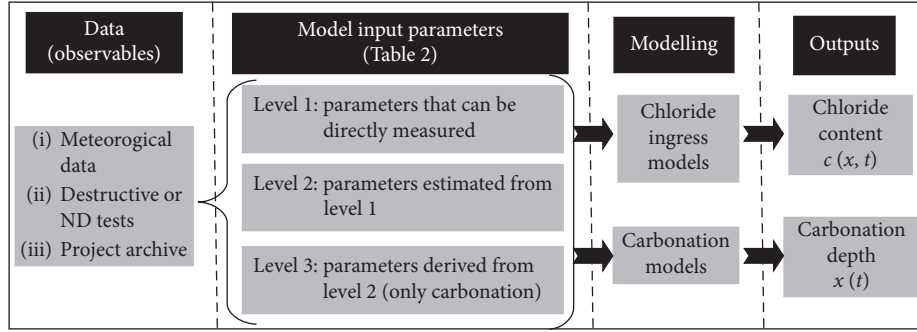 Data
(observables)
Model input parameters
(Table 2)
Modelling
Outputs
(i) Meteorogical
data
(ii) Destructive or
ND tests
(iii) Project archive
Level 1: parameters that can be
directly measured
Level 2: parameters estimated from
level 1
Level 3: parameters derived from
level 2 (only carbonation)
Chloride
ingress
models
Carbonation
models
Chloride
content
c (x, t)
Carbonation
depth
x (t)